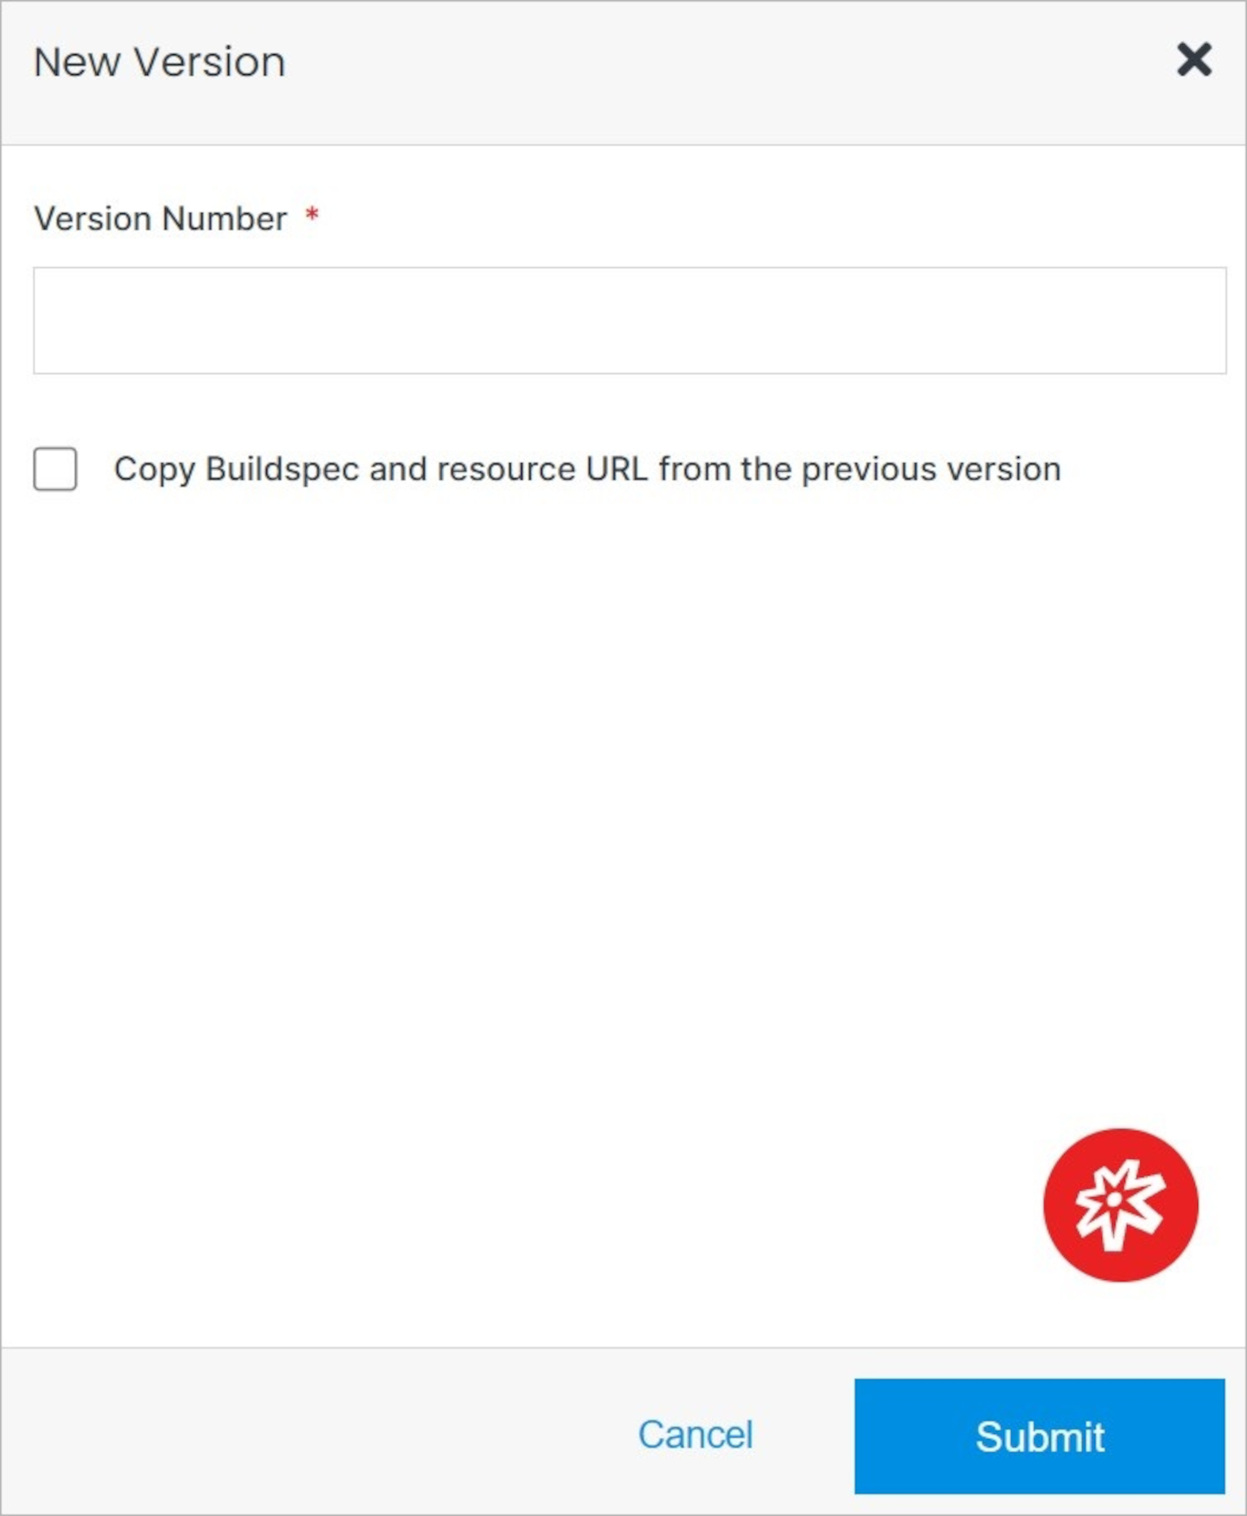 New Version
Version Number *
Copy Buildspec and resource URL from the previous version
Cancel
Submit